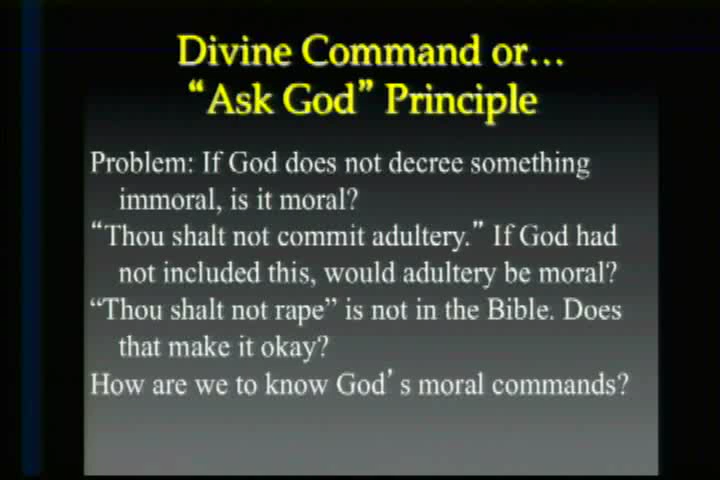 Divine Command or…
“Ask God” Principle
Problem: If God does not decree something
immoral, is it moral?
“Thou shalt not commit adultery.” If God had
not included this, would adultery be moral?
“Thou shalt not rape” is not in the Bible. Does
that make it okay?
How are we to know God’s moral commands?